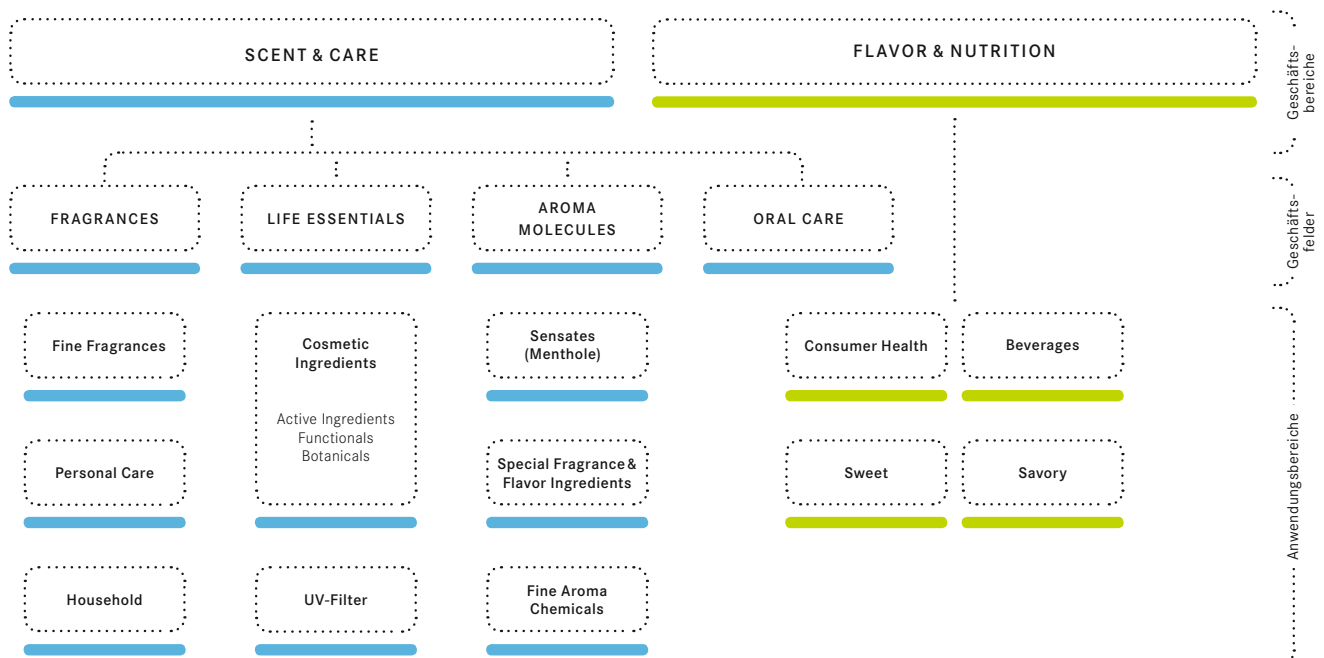 SCENT & CARE
FLAVOR & NUTRITION
Geschäfts-
bereiche
FRAGRANCES
LIFE ESSENTIALS
AROMA
MOLECULES
ORAL CARE
Geschäfts-
felder
Fine Fragrances
Cosmetic
Ingredients
Active Ingredients
Functionals
Botanicals
Sensates
(Menthole)
Consumer Health
Beverages
Personal Care
Special Fragrance &
Flavor Ingredients
Sweet
Savory
Anwendungsbereiche
Household
UV-Filter
Fine Aroma
Chemicals